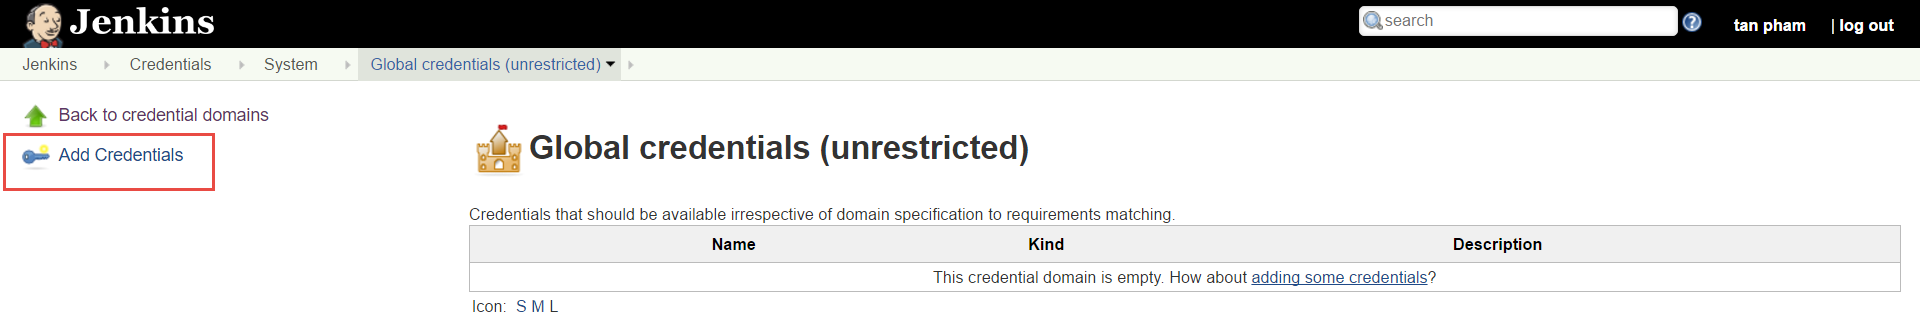 Jenkins
search
tan pham
| log out
Jenkins
Credentials
System
Global credentials (unrestricted)
Back to credential domains
Add Credentials
Global credentials (unrestricted)
Credentials that should be available irrespective of domain specification to requirements matching.
Name Kind Description
This credential domain is empty. How about adding some credentials?
Icon: S M L